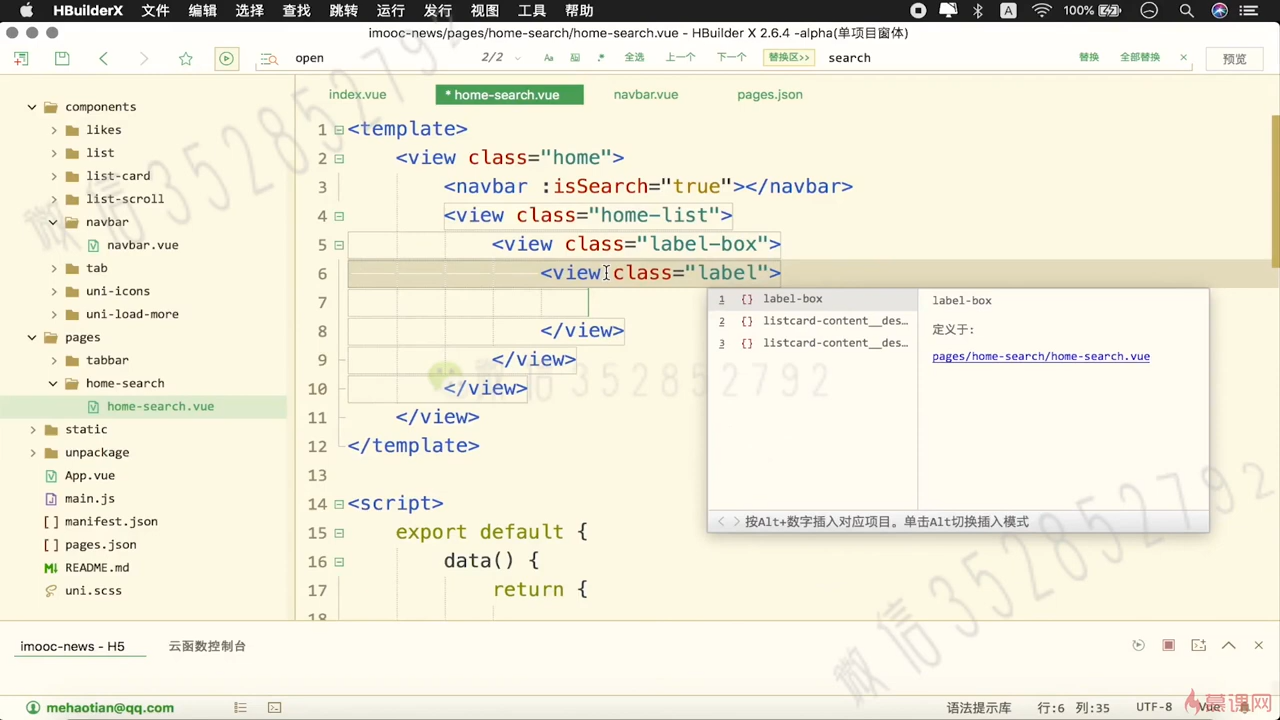 HBuilderX 文件 编辑 选择 查找 跳转 运行 发行 视图 工具 帮助 100%
imooc-news/pages/home-search/home-search.vue - HBuilder X 2.6.4 -alpha(单项目窗体)
open 2/2 Aa .* 全选 上一个 下一个 替换区>> search 替换 全部替换 × 预览
index.vue * home-search.vue navbar.vue pages.json
components
likes
list
list-card
list-scroll
navbar
navbar.vue
tab
uni-icons
uni-load-more
pages
tabbar
home-search
home-search.vue
static
unpackage
App.vue
main.js
manifest.json
pages.json
README.md
uni.scss
1 <template>
2 <view class="home">
3 <navbar :isSearch="true"></navbar>
4 <view class="home-list">
5 <view class="label-box">
6 <view class="label">
7
8 </view>
9 </view>
10 </view>
11 </view>
12 </template>
13
14 <script>
15 export default {
16 data() {
17 return {
18
1 {} label-box
2 {} listcard-content__des...
3 {} listcard-content__des...
label-box
定义于:
pages/home-search/home-search.vue
< > 按Alt+数字插入对应项目。单击Alt切换插入模式
imooc-news - H5 云函数控制台
mehaotian@qq.com 语法提示库 行:6 列:35 UTF-8 Vue
微信 352852792
微信 352852792
微信 352852792
慕课网